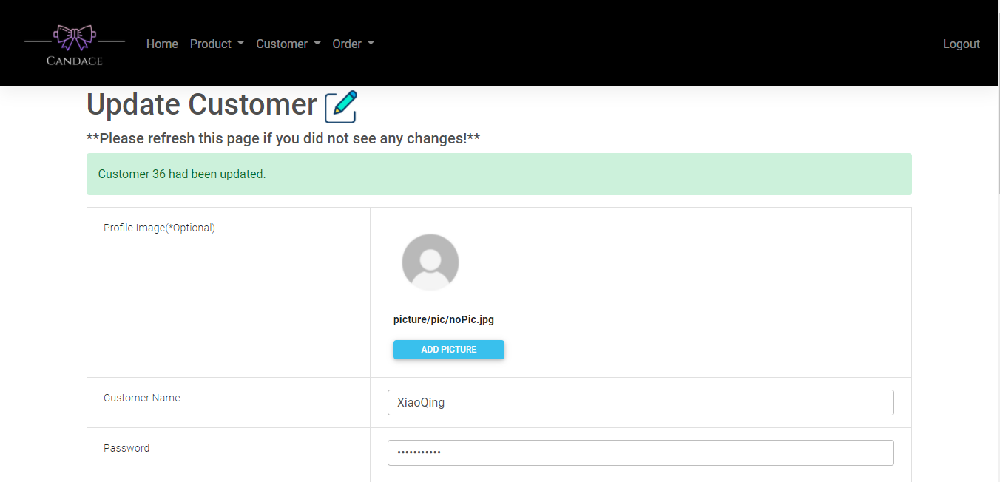 CANDACE
Home
Product
Customer
Order
Logout
Update Customer
**Please refresh this page if you did not see any changes!**
Customer 36 had been updated.
Profile Image(*Optional)
picture/pic/noPic.jpg
ADD PICTURE
Customer Name
XiaoQing
Password
•••••••••••